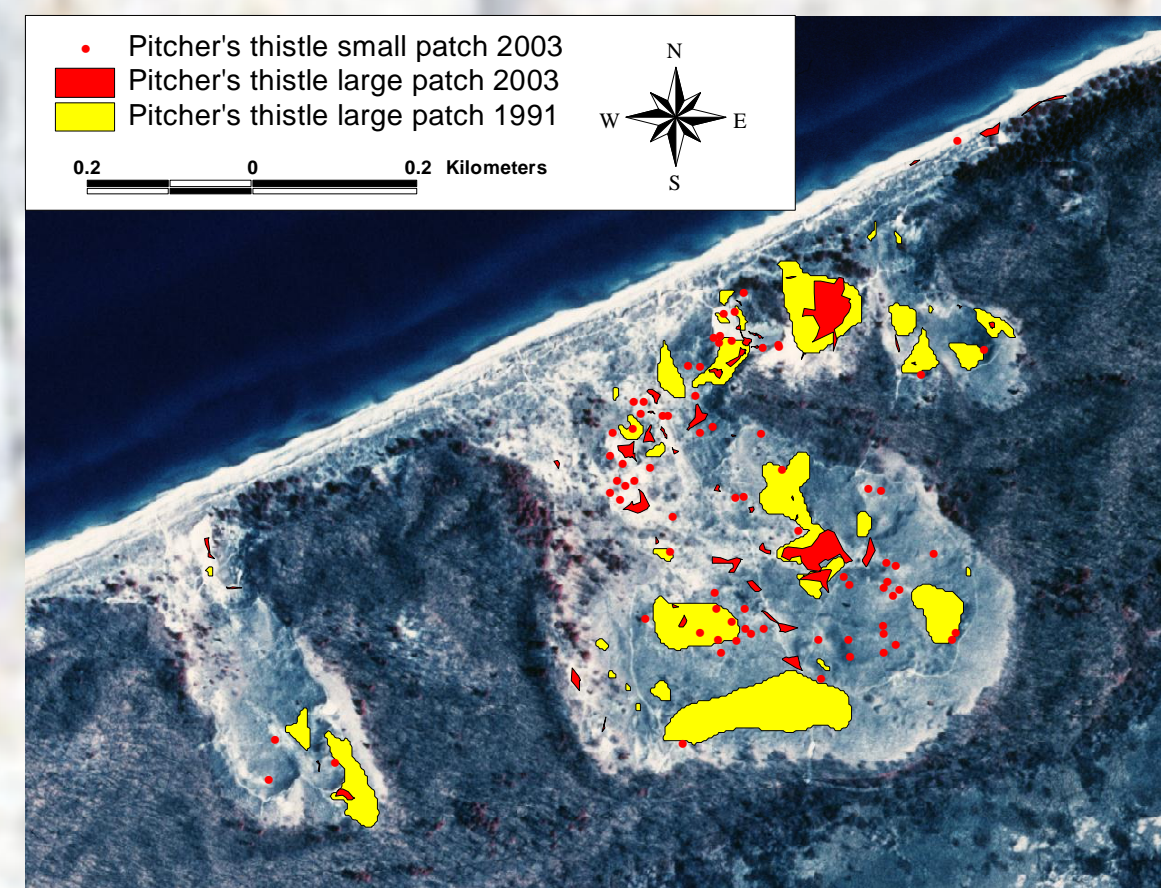 Pitcher's thistle small patch 2003
Pitcher's thistle large patch 2003
Pitcher's thistle large patch 1991
0.2 0 0.2 Kilometers
N
W E
S